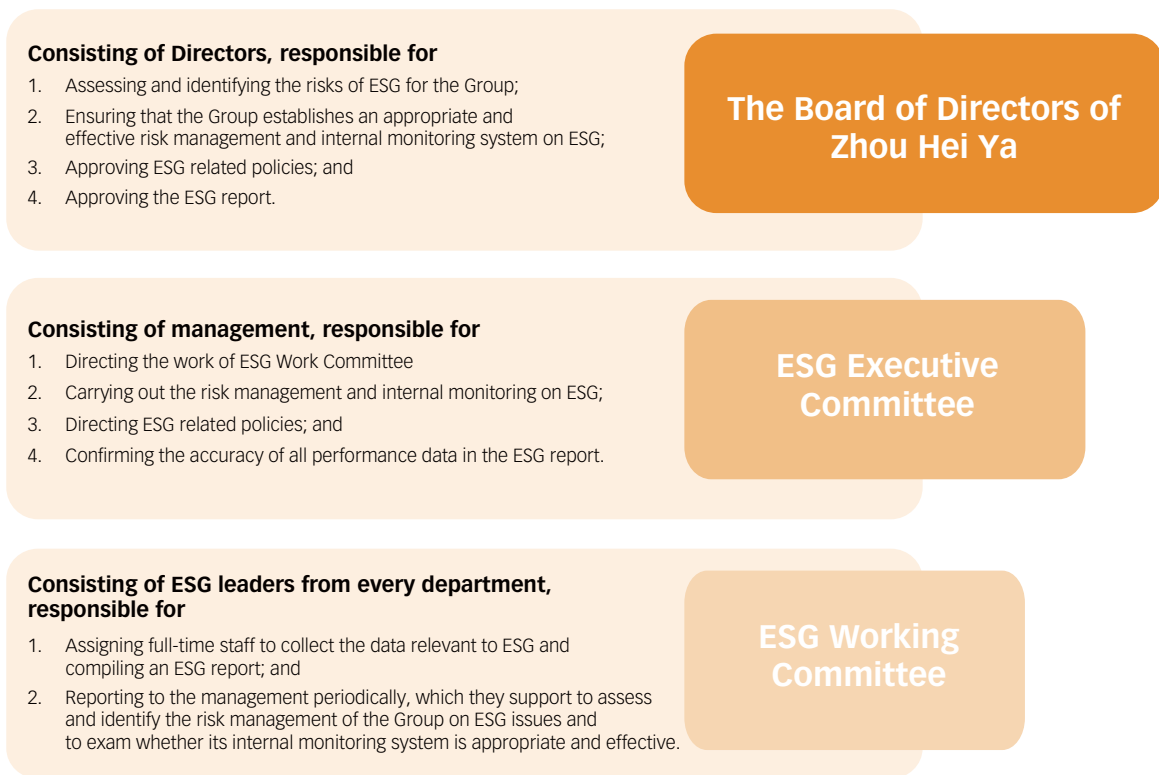 Consisting of Directors, responsible for
1. Assessing and identifying the risks of ESG for the Group;
2. Ensuring that the Group establishes an appropriate and
effective risk management and internal monitoring system on ESG;
3. Approving ESG related policies; and
4. Approving the ESG report.
The Board of Directors of
Zhou Hei Ya
Consisting of management, responsible for
1. Directing the work of ESG Work Committee
2. Carrying out the risk management and internal monitoring on ESG;
3. Directing ESG related policies; and
4. Confirming the accuracy of all performance data in the ESG report.
ESG Executive
Committee
Consisting of ESG leaders from every department,
responsible for
1. Assigning full-time staff to collect the data relevant to ESG and
compiling an ESG report; and
2. Reporting to the management periodically, which they support to assess
and identify the risk management of the Group on ESG issues and
to exam whether its internal monitoring system is appropriate and effective.
ESG Working
Committee